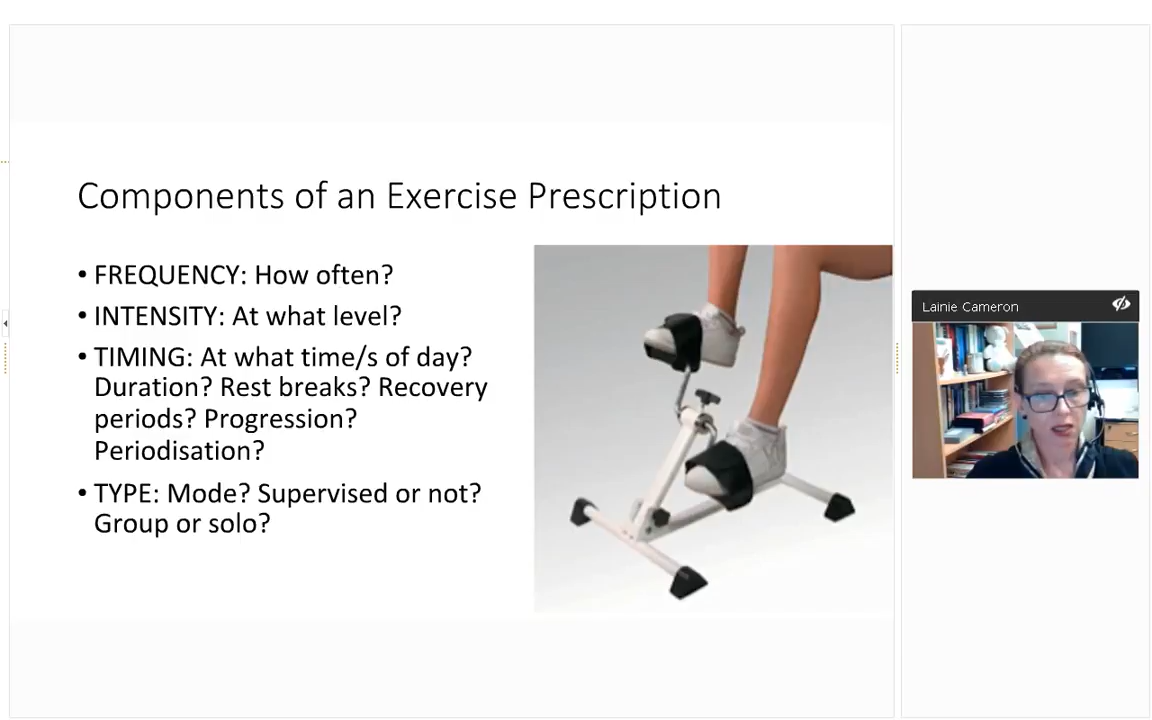 Components of an Exercise Prescription
• FREQUENCY: How often?
• INTENSITY: At what level?
• TIMING: At what time/s of day?
Duration? Rest breaks? Recovery
periods? Progression?
Periodisation?
• TYPE: Mode? Supervised or not?
Group or solo?
Lainie Cameron